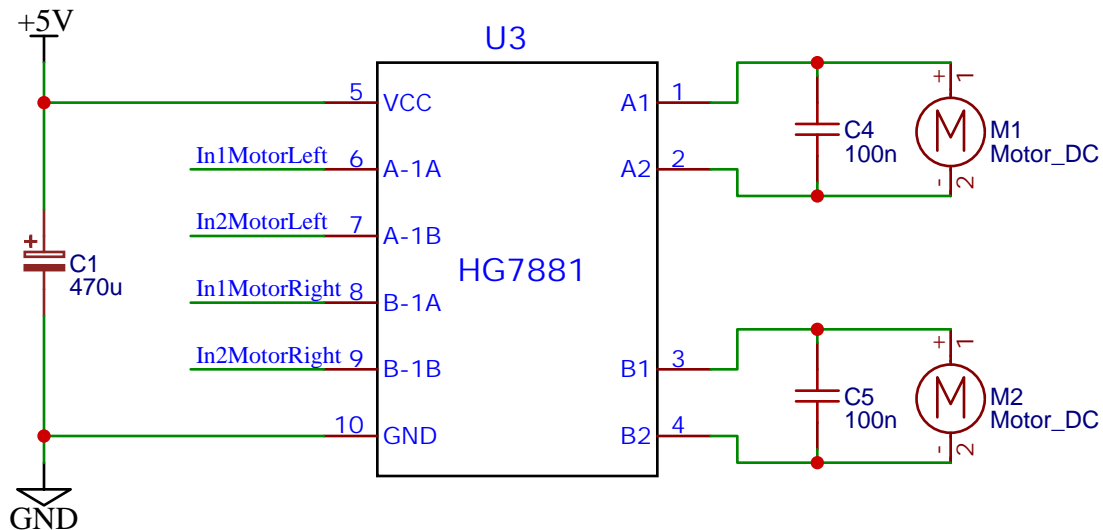 +5V
U3
5
VCC
A1
1
In1MotorLeft
6
A-1A
A2
2
In2MotorLeft
7
A-1B
HG7881
In1MotorRight
8
B-1A
In2MotorRight
9
B-1B
B1
3
10
GND
B2
4
+
C1
470u
GND
C4
100n
+
1
M
M1
Motor_DC
-
2
C5
100n
+
1
M
M2
Motor_DC
-
2